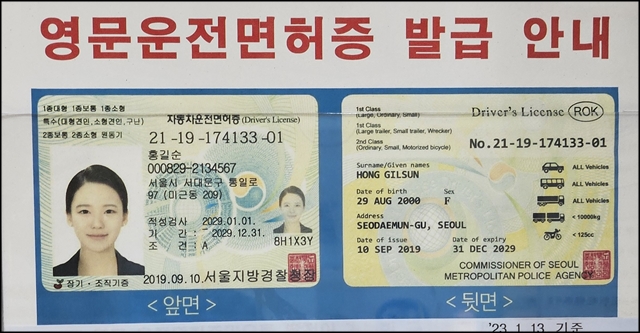 영문운전면허증 발급 안내
1종대형 1종보통 1종소형
특수(대형견인,소형견인,구난)
2종보통 2종소형 원동기
자동차운전면허증 (Driver's License)
21-19-174133-01
홍길순
000829-2134567
서울시 서대문구 통일로
97 (미근동 209)
적성검사 2029.01.01.
기 간 : ~2029.12.31.
조 건 : A
8H1X3Y
장기·조직기증
2019.09.10. 서울지방경찰청장
<앞면>
1st Class
(Large, Ordinary, Small)
Driver's License ROK
1st Class
(Large trailer, Small trailer, Wrecker)
2nd Class
(Ordinary, Small, Motorized bicycle)
No.21-19-174133-01
Surname/Given names
HONG GILSUN
ALL Vehicles
ALL Vehicles
Date of birth Sex
29 AUG 2000 F
ALL Vehicles
Address
SEODAEMUN-GU, SEOUL
< 10000kg
Date of issue Date of expiry
< 125cc
10 SEP 2019 31 DEC 2029
COMMISSIONER OF SEOUL
METROPOLITAN POLICE AGENCY
<뒷면>
'23.1.13. 기준